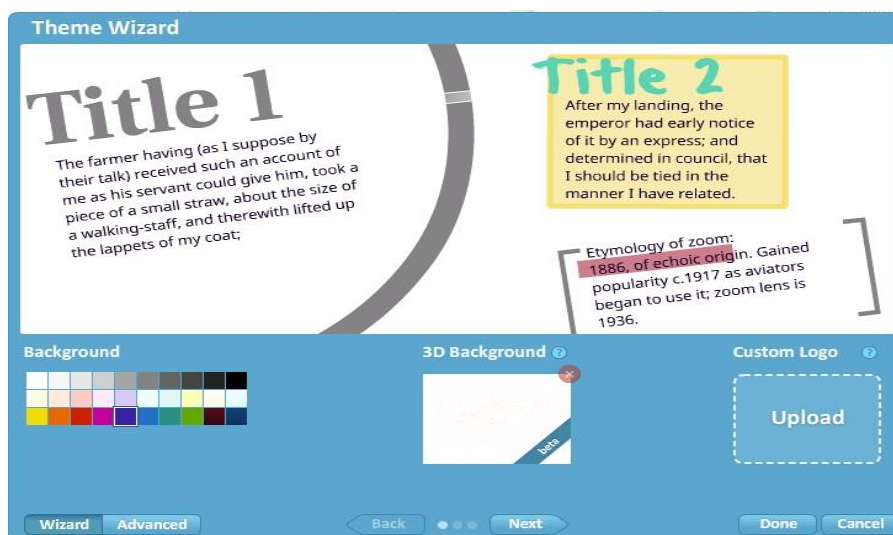 Theme Wizard
Title 1
The farmer having (as I suppose by
their talk) received such an account of
me as his servant could give him, took a
piece of a small straw, about the size of
a walking-staff, and therewith lifted up
the lappets of my coat;
Title 2
After my landing, the
emperor had early notice
of it by an express; and
determined in council, that
I should be tied in the
manner I have related.
Etymology of zoom:
1886, of echoic origin. Gained
popularity c.1917 as aviators
began to use it; zoom lens is
1936.
Background
3D Background ?
beta
Custom Logo ?
Upload
Wizard Advanced
Back Next
Done Cancel